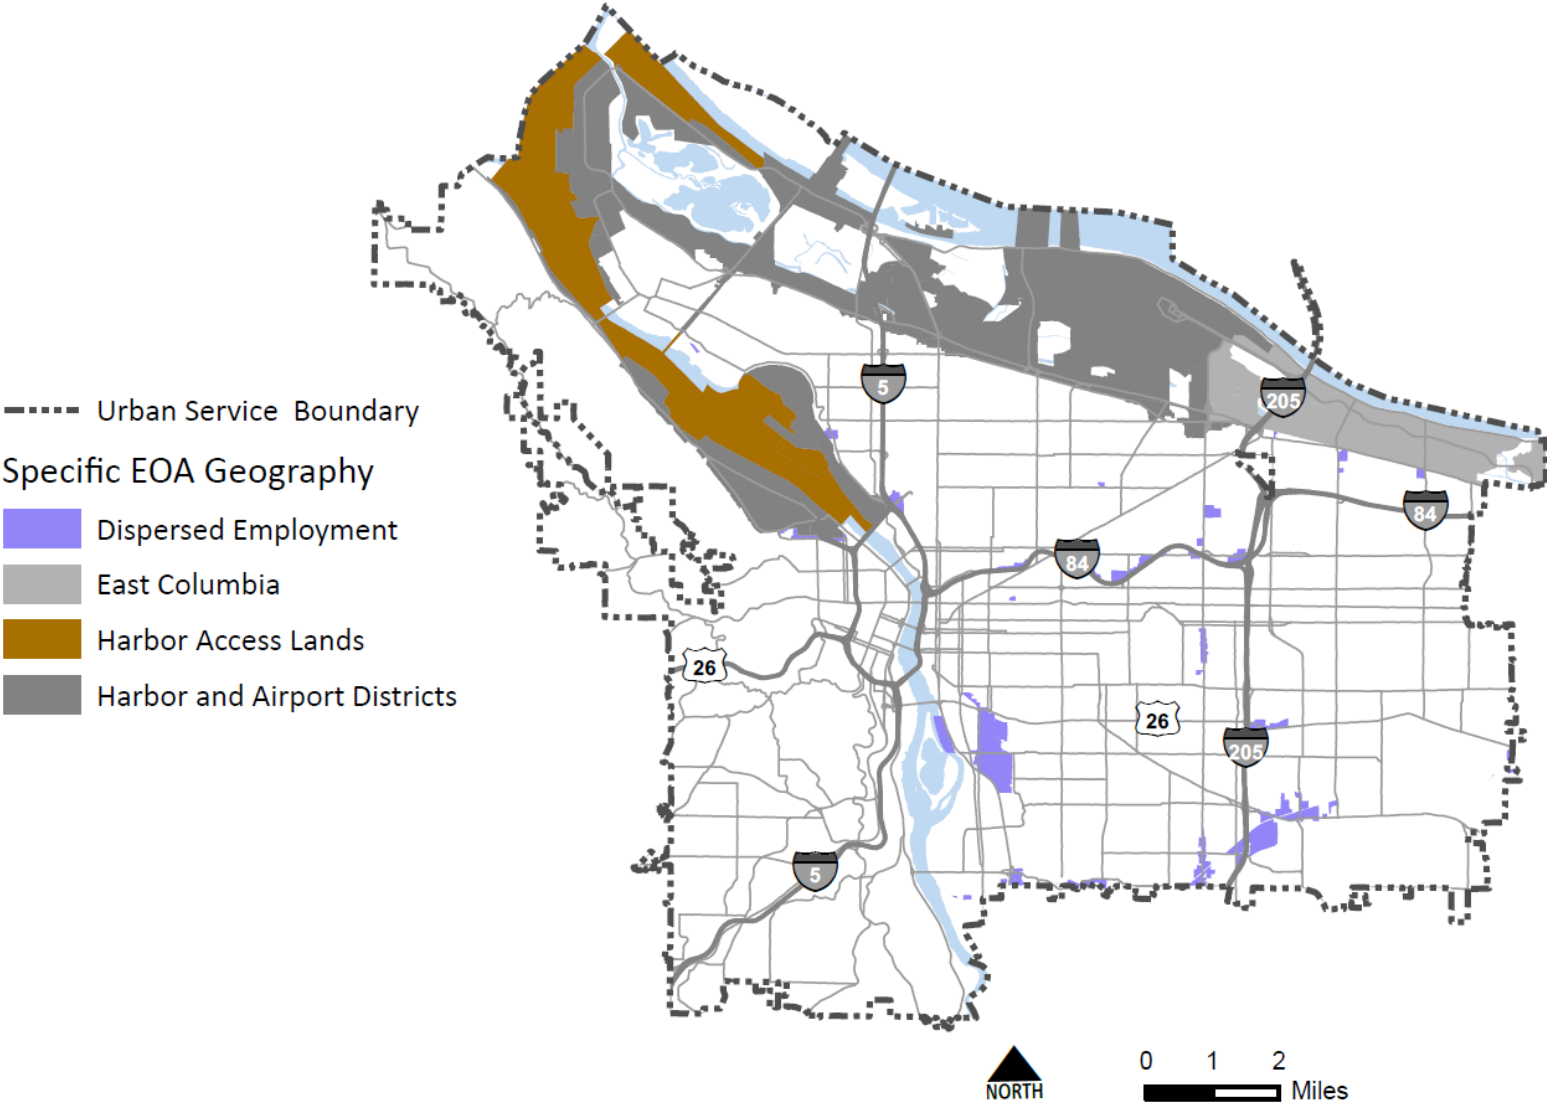 Urban Service Boundary
Specific EOA Geography
Dispersed Employment
East Columbia
Harbor Access Lands
Harbor and Airport Districts
5
205
84
84
26
26
205
5
NORTH
0 1 2
Miles